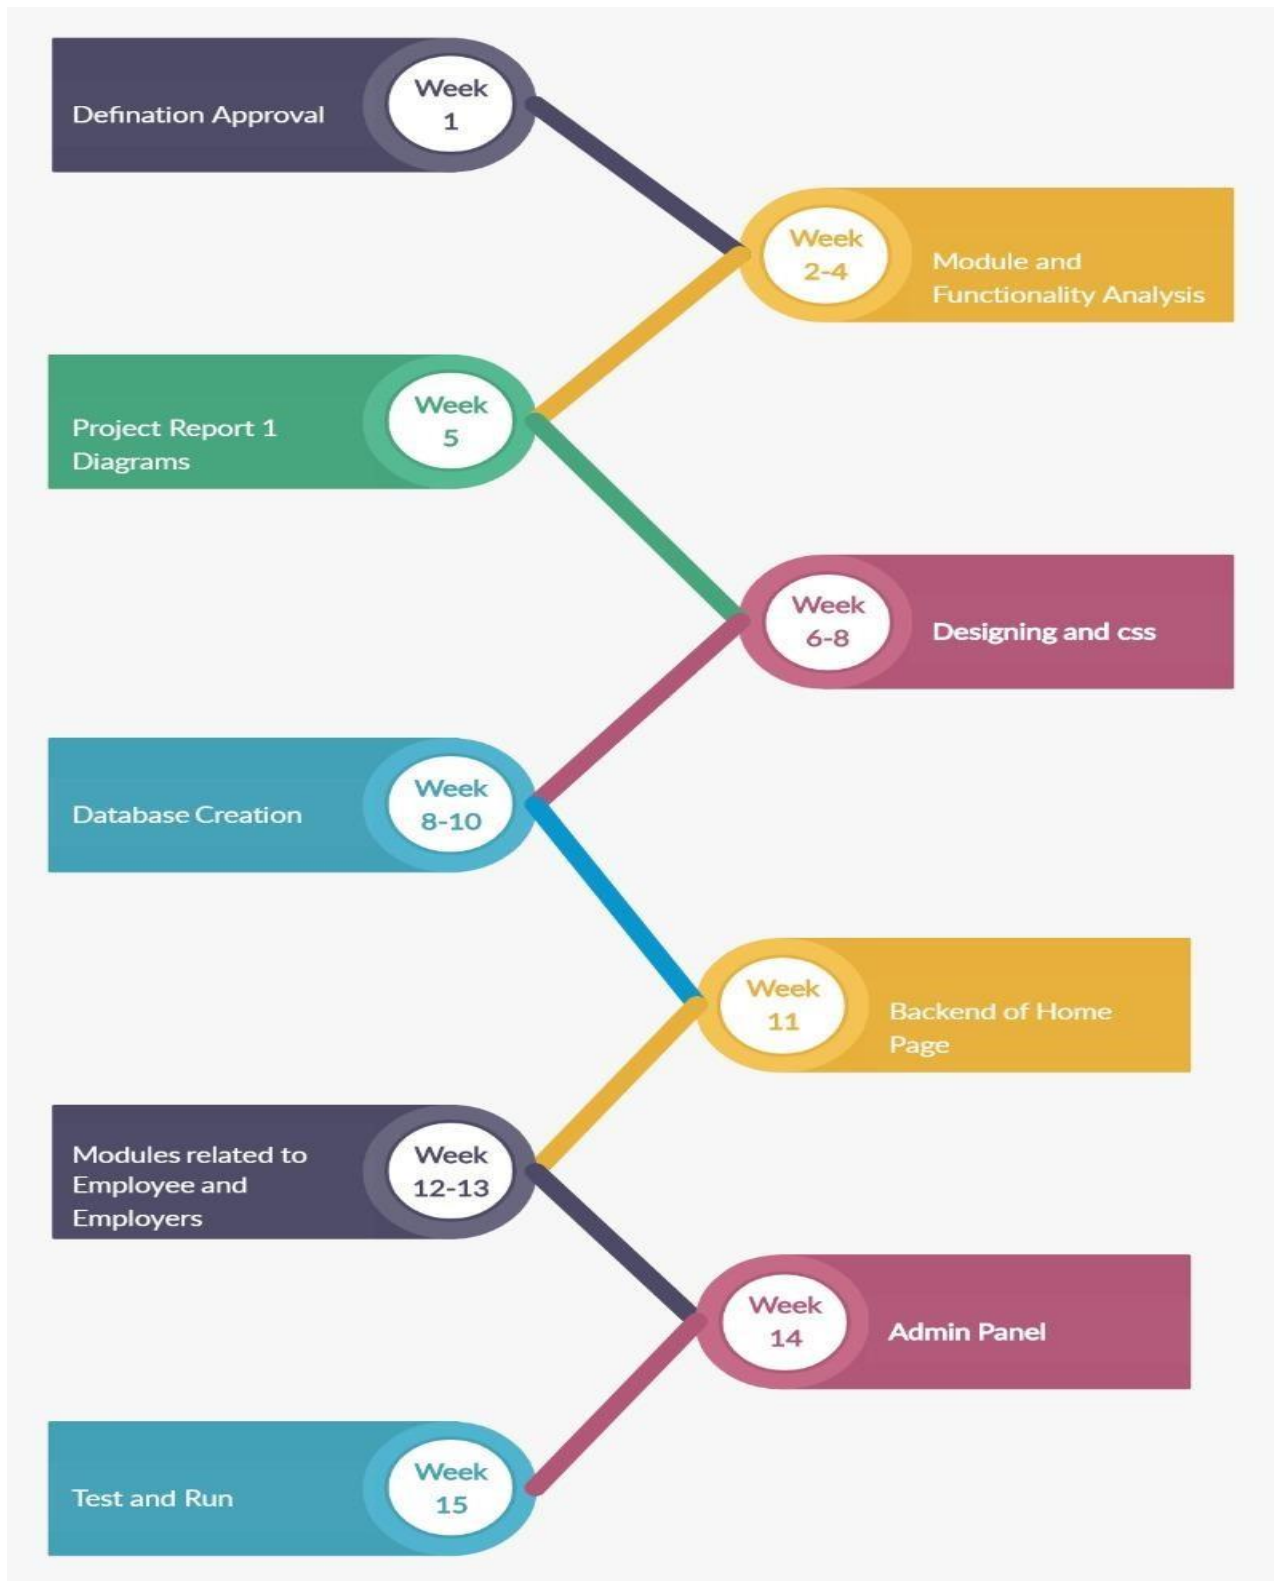 Week
1
Defination Approval
Week
2-4
Module and
Functionality Analysis
Week
5
Project Report 1
Diagrams
Week
6-8
Designing and css
Week
8-10
Database Creation
Week
11
Backend of Home
Page
Week
12-13
Modules related to
Employee and
Employers
Week
14
Admin Panel
Week
15
Test and Run